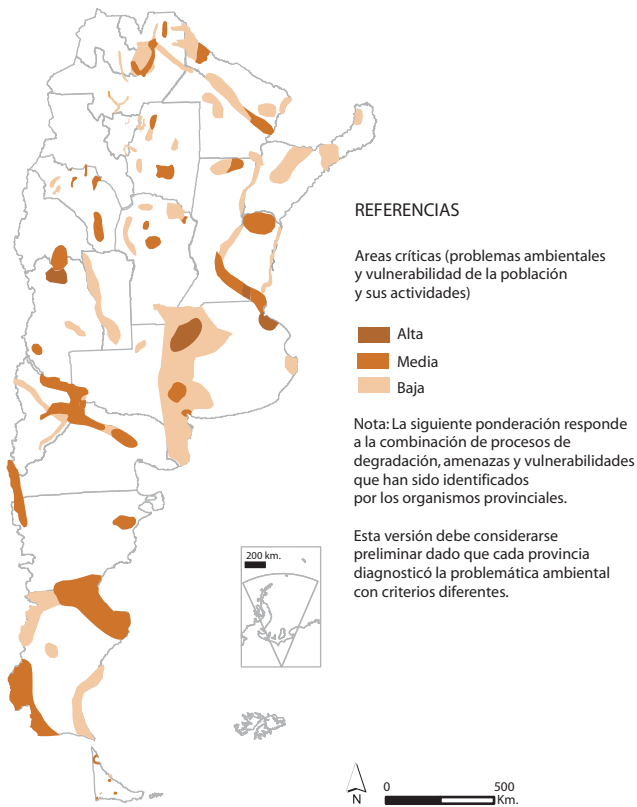 REFERENCIAS
Areas críticas (problemas ambientales
y vulnerabilidad de la población
y sus actividades)
Alta
Media
Baja
Nota: La siguiente ponderación responde
a la combinación de procesos de
degradación, amenazas y vulnerabilidades
que han sido identificados
por los organismos provinciales.
Esta versión debe considerarse
preliminar dado que cada provincia
diagnosticó la problemática ambiental
con criterios diferentes.
200 km.
N
0 500
Km.